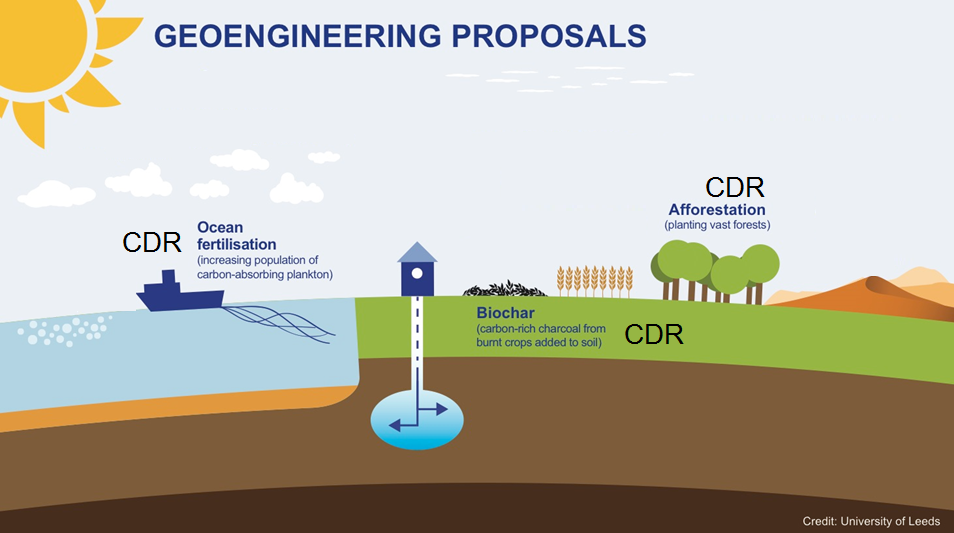 GEOENGINEERING PROPOSALS
CDR
Afforestation
(planting vast forests)
CDR
Ocean
fertilisation
(increasing population of
carbon-absorbing plankton)
Biochar
(carbon-rich charcoal from
burnt crops added to soil)
CDR
Credit: University of Leeds